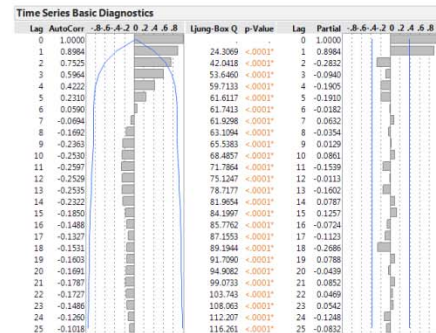 Time Series Basic Diagnostics
Lag AutoCorr -.8-.6-.4-.2 0 .2 .4 .6 .8 Ljung-Box Q p-Value Lag Partial -.8-.6-.4-.2 0 .2 .4 .6 .8
0 1.0000 . . 0 1.0000
1 0.8984 24.3069 <.0001* 1 0.8984
2 0.7525 42.0418 <.0001* 2 -0.2832
3 0.5964 53.6460 <.0001* 3 -0.0940
4 0.4222 59.7133 <.0001* 4 -0.1905
5 0.2310 61.6117 <.0001* 5 -0.1910
6 0.0590 61.7413 <.0001* 6 -0.0182
7 -0.0694 61.9298 <.0001* 7 0.0632
8 -0.1692 63.1094 <.0001* 8 -0.0354
9 -0.2363 65.5383 <.0001* 9 0.0129
10 -0.2530 68.4857 <.0001* 10 0.0861
11 -0.2597 71.7864 <.0001* 11 -0.1539
12 -0.2529 75.1247 <.0001* 12 -0.0113
13 -0.2535 78.7177 <.0001* 13 -0.1602
14 -0.2322 81.9654 <.0001* 14 0.0787
15 -0.1850 84.1997 <.0001* 15 0.1257
16 -0.1488 85.7762 <.0001* 16 -0.0724
17 -0.1327 87.1553 <.0001* 17 -0.1123
18 -0.1531 89.1944 <.0001* 18 -0.2686
19 -0.1603 91.7090 <.0001* 19 0.0788
20 -0.1691 94.9082 <.0001* 20 -0.0439
21 -0.1787 99.0733 <.0001* 21 0.0852
22 -0.1727 103.743 <.0001* 22 0.0469
23 -0.1486 108.063 <.0001* 23 0.0542
24 -0.1260 112.207 <.0001* 24 -0.1248
25 -0.1018 116.261 <.0001* 25 -0.0832